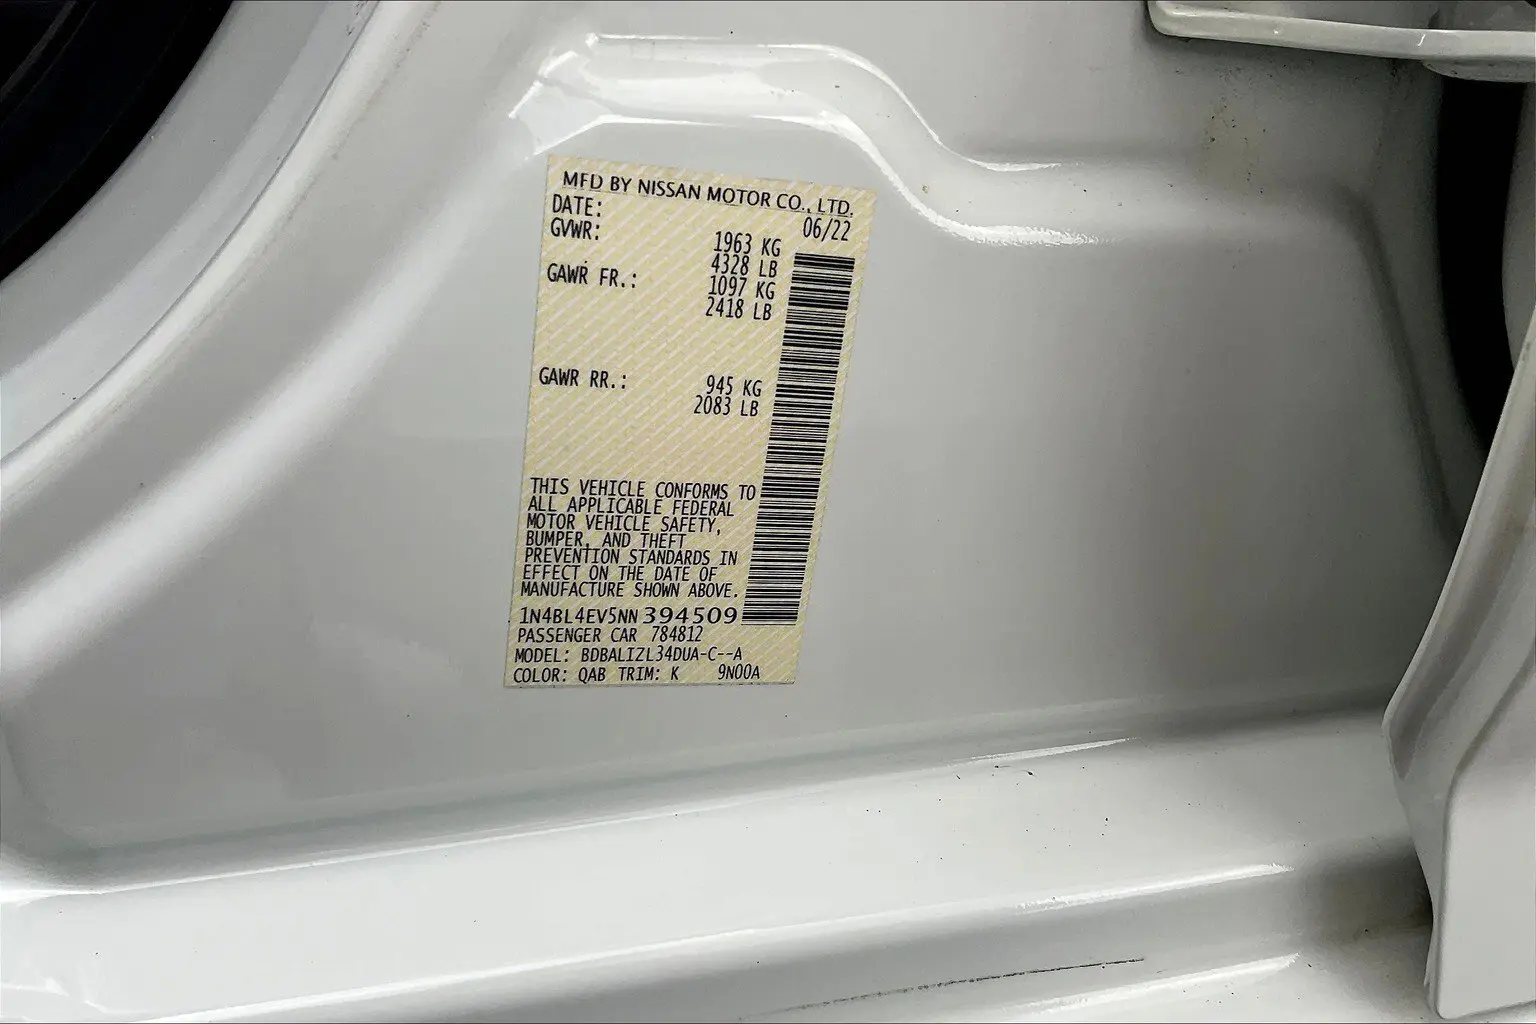 MFD BY NISSAN MOTOR CO., LTD.
DATE: 06/22
GVWR: 1963 KG
4328 LB
GAWR FR.: 1097 KG
2418 LB
GAWR RR.: 945 KG
2083 LB
THIS VEHICLE CONFORMS TO
ALL APPLICABLE FEDERAL
MOTOR VEHICLE SAFETY,
BUMPER, AND THEFT
PREVENTION STANDARDS IN
EFFECT ON THE DATE OF
MANUFACTURE SHOWN ABOVE.
1N4BL4EV5NN394509
PASSENGER CAR 784812
MODEL: BDBALIZL34DUA-C--A
COLOR: QAB TRIM: K 9N00A